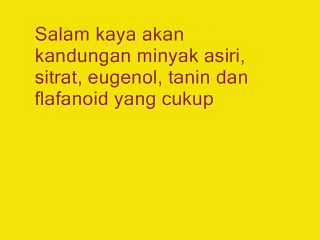 Salam kaya akan
kandungan minyak asiri,
sitrat, eugenol, tanin dan
flafanoid yang cukup